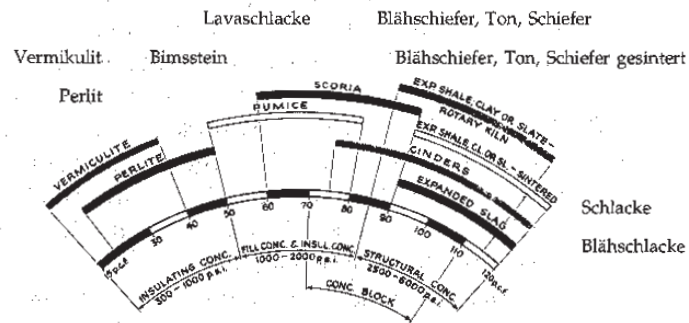 Lavaschlacke Blähschiefer, Ton, Schiefer
Vermikulit Bimsstein Blähschiefer, Ton, Schiefer gesintert
Perlit
SCORIA
PUMICE
EXP. SHALE, CLAY OR SLATE-
ROTARY KILN
EXP. SHALE, CL. OR SL - SINTERED
VERMICULITE
PERLITE
CINDERS
EXPANDED SLAG
Schlacke
Blähschlacke
30 40 50 60 70 80 90 100 110 120 p.c.f.
INSULATING CONC.
300-1000 p.s.i.
FILL CONC. & INSUL. CONC.
1000-2000 p.s.i.
STRUCTURAL CONC.
CONC. BLOCK